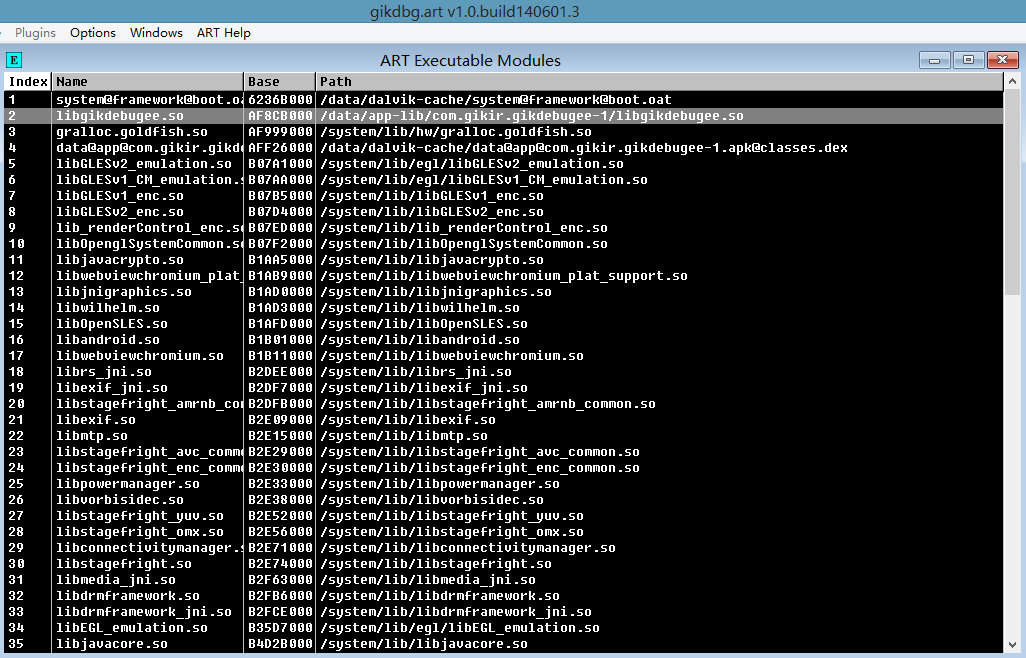 gikdbg.art v1.0.build140601.3
Plugins Options Windows ART Help
E ART Executable Modules
Index Name Base Path
1 system@framework@boot.oa 6236B000 /data/dalvik-cache/system@framework@boot.oat
2 libgikdebugee.so AF8CB000 /data/app-lib/com.gikir.gikdebugee-1/libgikdebugee.so
3 gralloc.goldfish.so AF999000 /system/lib/hw/gralloc.goldfish.so
4 data@app@com.gikir.gikde AFF26000 /data/dalvik-cache/data@app@com.gikir.gikdebugee-1.apk@classes.dex
5 libGLESv2_emulation.so B07A1000 /system/lib/egl/libGLESv2_emulation.so
6 libGLESv1_CM_emulation.s B07AA000 /system/lib/egl/libGLESv1_CM_emulation.so
7 libGLESv1_enc.so B07B5000 /system/lib/libGLESv1_enc.so
8 libGLESv2_enc.so B07D4000 /system/lib/libGLESv2_enc.so
9 lib_renderControl_enc.so B07ED000 /system/lib/lib_renderControl_enc.so
10 libOpenglSystemCommon.so B07F2000 /system/lib/libOpenglSystemCommon.so
11 libjavacrypto.so B1AA5000 /system/lib/libjavacrypto.so
12 libwebviewchromium_plat_ B1AB9000 /system/lib/libwebviewchromium_plat_support.so
13 libjnigraphics.so B1AD0000 /system/lib/libjnigraphics.so
14 libwilhelm.so B1AD3000 /system/lib/libwilhelm.so
15 libOpenSLES.so B1AFD000 /system/lib/libOpenSLES.so
16 libandroid.so B1B01000 /system/lib/libandroid.so
17 libwebviewchromium.so B1B11000 /system/lib/libwebviewchromium.so
18 librs_jni.so B2DEE000 /system/lib/librs_jni.so
19 libexif_jni.so B2DF7000 /system/lib/libexif_jni.so
20 libstagefright_amrnb_com B2DFB000 /system/lib/libstagefright_amrnb_common.so
21 libexif.so B2E09000 /system/lib/libexif.so
22 libmtp.so B2E15000 /system/lib/libmtp.so
23 libstagefright_avc_commo B2E29000 /system/lib/libstagefright_avc_common.so
24 libstagefright_enc_commo B2E30000 /system/lib/libstagefright_enc_common.so
25 libpowermanager.so B2E33000 /system/lib/libpowermanager.so
26 libvorbisidec.so B2E38000 /system/lib/libvorbisidec.so
27 libstagefright_yuv.so B2E52000 /system/lib/libstagefright_yuv.so
28 libstagefright_omx.so B2E56000 /system/lib/libstagefright_omx.so
29 libconnectivitymanager.s B2E71000 /system/lib/libconnectivitymanager.so
30 libstagefright.so B2E74000 /system/lib/libstagefright.so
31 libmedia_jni.so B2F63000 /system/lib/libmedia_jni.so
32 libdrmframework.so B2FB6000 /system/lib/libdrmframework.so
33 libdrmframework_jni.so B2FCE000 /system/lib/libdrmframework_jni.so
34 libEGL_emulation.so B35D7000 /system/lib/egl/libEGL_emulation.so
35 libjavacore.so B4D2B000 /system/lib/libjavacore.so